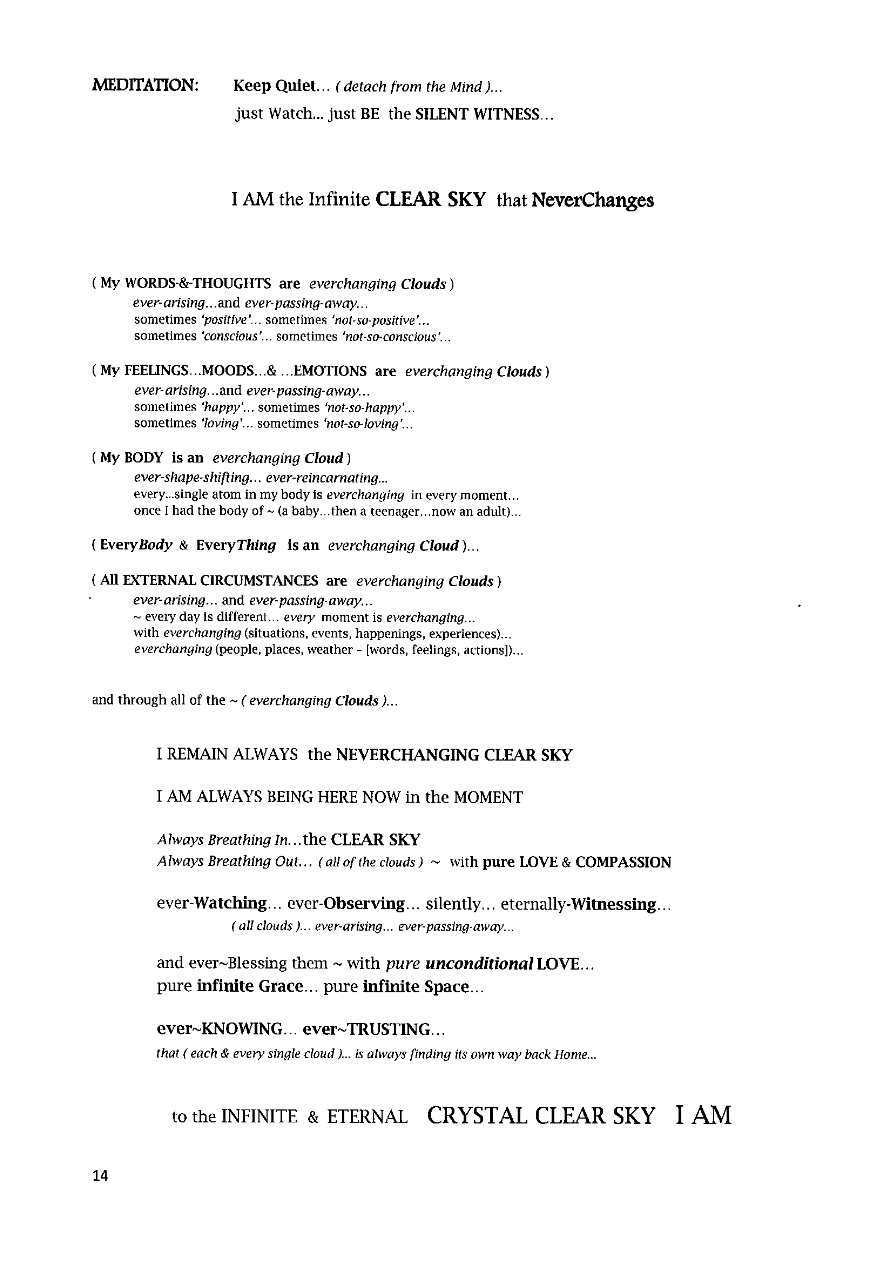 MEDITATION: Keep Quiet... ( detach from the Mind )...
just Watch... just BE the SILENT WITNESS...
I AM the Infinite CLEAR SKY that NeverChanges
( My WORDS-&-THOUGHTS are everchanging Clouds )
ever-arising...and ever-passing-away...
sometimes 'positive'... sometimes 'not-so-positive'...
sometimes 'conscious'... sometimes 'not-so-conscious'...
( My FEELINGS...MOODS...& ...EMOTIONS are everchanging Clouds )
ever-arising...and ever-passing-away...
sometimes 'happy'... sometimes 'not-so-happy'...
sometimes 'loving'... sometimes 'not-so-loving'...
( My BODY is an everchanging Cloud )
ever-shape-shifting... ever-reincarnating...
every...single atom in my body is everchanging in every moment...
once I had the body of ~ (a baby...then a teenager...now an adult)...
( EveryBody & EveryThing is an everchanging Cloud )...
( All EXTERNAL CIRCUMSTANCES are everchanging Clouds )
ever-arising... and ever-passing-away...
~ every day is different... every moment is everchanging...
with everchanging (situations, events, happenings, experiences)...
everchanging (people, places, weather – [words, feelings, actions])...
and through all of the ~ ( everchanging Clouds )...
I REMAIN ALWAYS the NEVERCHANGING CLEAR SKY
I AM ALWAYS BEING HERE NOW in the MOMENT
Always Breathing In...the CLEAR SKY
Always Breathing Out... ( all of the clouds ) ~ with pure LOVE & COMPASSION
ever-Watching... ever-Observing... silently... eternally-Witnessing...
( all clouds )... ever-arising... ever-passing-away...
and ever~Blessing them ~ with pure unconditional LOVE...
pure infinite Grace... pure infinite Space...
ever~KNOWING... ever~TRUSTING...
that ( each & every single cloud )... is always finding its own way back Home...
to the INFINITE & ETERNAL CRYSTAL CLEAR SKY I AM
14